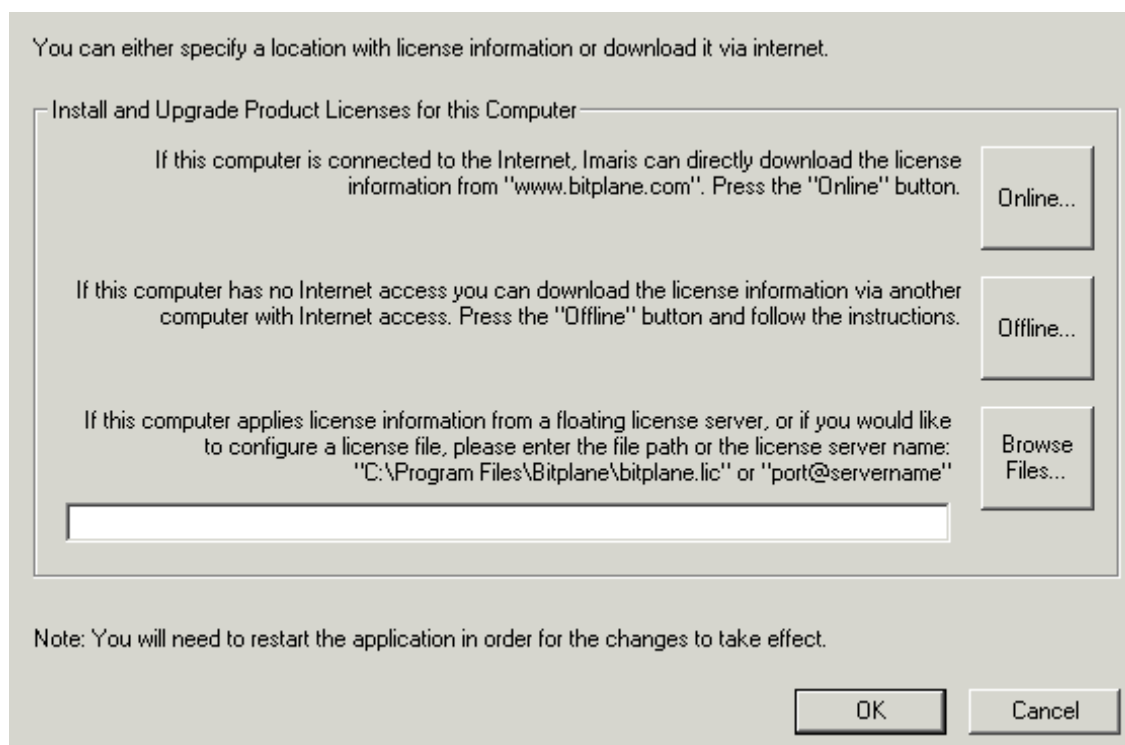 You can either specify a location with license information or download it via internet.
Install and Upgrade Product Licenses for this Computer
If this computer is connected to the Internet, Imaris can directly download the license
information from "www.bitplane.com". Press the "Online" button.
Online...
If this computer has no Internet access you can download the license information via another
computer with Internet access. Press the "Offline" button and follow the instructions.
Offline...
If this computer applies license information from a floating license server, or if you would like
to configure a license file, please enter the file path or the license server name:
"C:\Program Files\Bitplane\bitplane.lic" or "port@servername"
Browse
Files...
Note: You will need to restart the application in order for the changes to take effect.
OK
Cancel